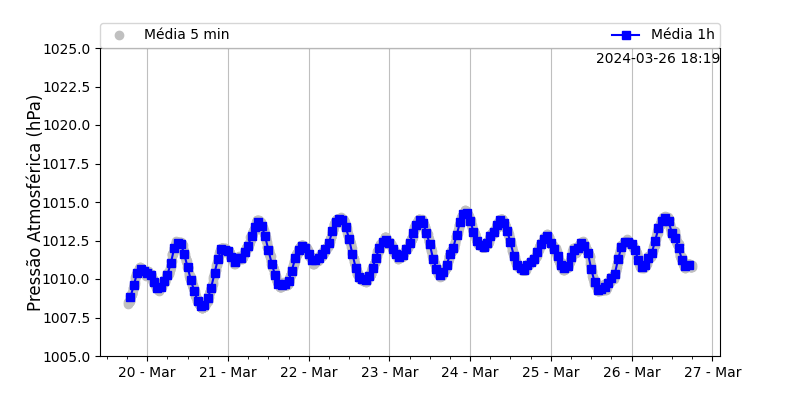 Média 5 min
Média 1h
2024-03-26 18:19
Pressão Atmosférica (hPa)
1025.0
1022.5
1020.0
1017.5
1015.0
1012.5
1010.0
1007.5
1005.0
20 - Mar
21 - Mar
22 - Mar
23 - Mar
24 - Mar
25 - Mar
26 - Mar
27 - Mar